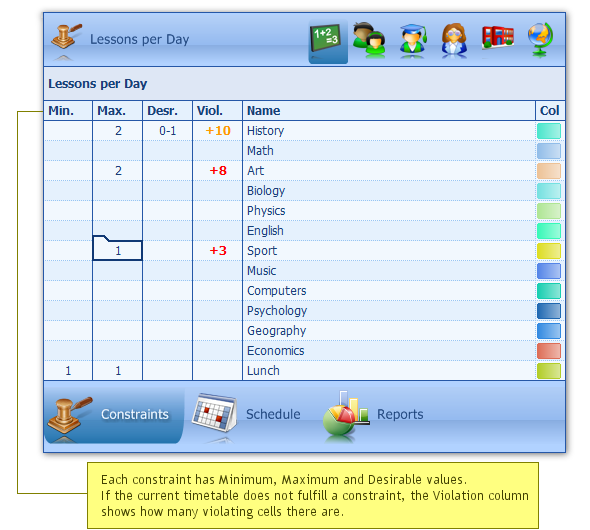 Lessons per Day
1+2
=3
Lessons per Day
Min. Max. Desr. Viol. Name Col
2 0-1 +10 History
Math
2 +8 Art
Biology
Physics
English
1 +3 Sport
Music
Computers
Psychology
Geography
Economics
1 1 Lunch
Constraints Schedule Reports
Each constraint has Minimum, Maximum and Desirable values.
If the current timetable does not fulfill a constraint, the Violation column
shows how many violating cells there are.